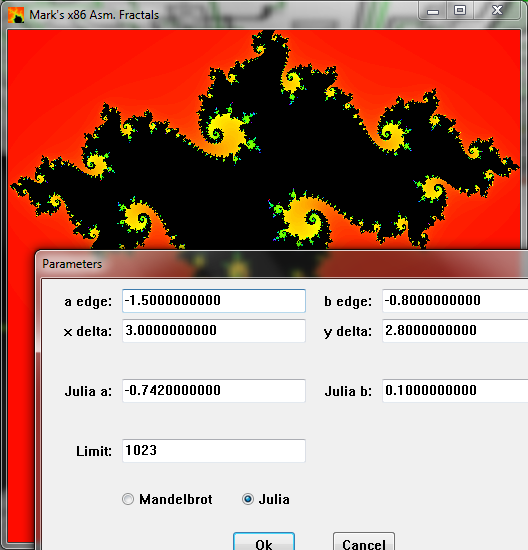 Mark's x86 Asm. Fractals
Parameters
a edge: -1.5000000000 b edge: -0.8000000000
x delta: 3.0000000000 y delta: 2.8000000000
Julia a: -0.7420000000 Julia b: 0.1000000000
Limit: 1023
Mandelbrot Julia
Ok Cancel